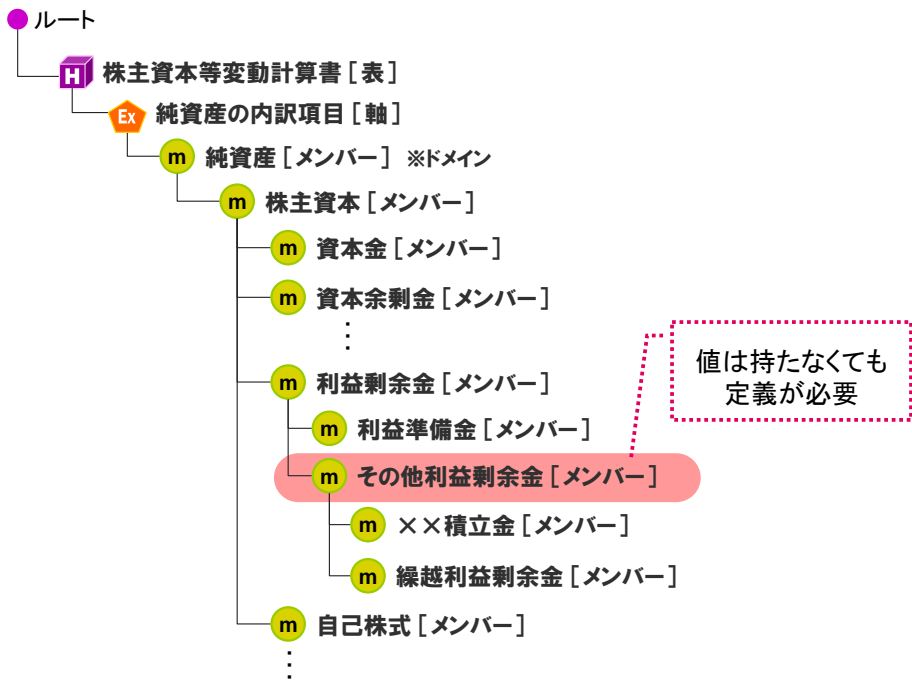 ルート
H 株主資本等変動計算書［表］
Ex 純資産の内訳項目［軸］
m 純資産［メンバー］ ※ドメイン
m 株主資本［メンバー］
m 資本金［メンバー］
m 資本余剰金［メンバー］
⋮
値は持たなくても
定義が必要
m 利益剰余金［メンバー］
m 利益準備金［メンバー］
m その他利益剰余金［メンバー］
m ××積立金［メンバー］
m 繰越利益剰余金［メンバー］
m 自己株式［メンバー］
⋮